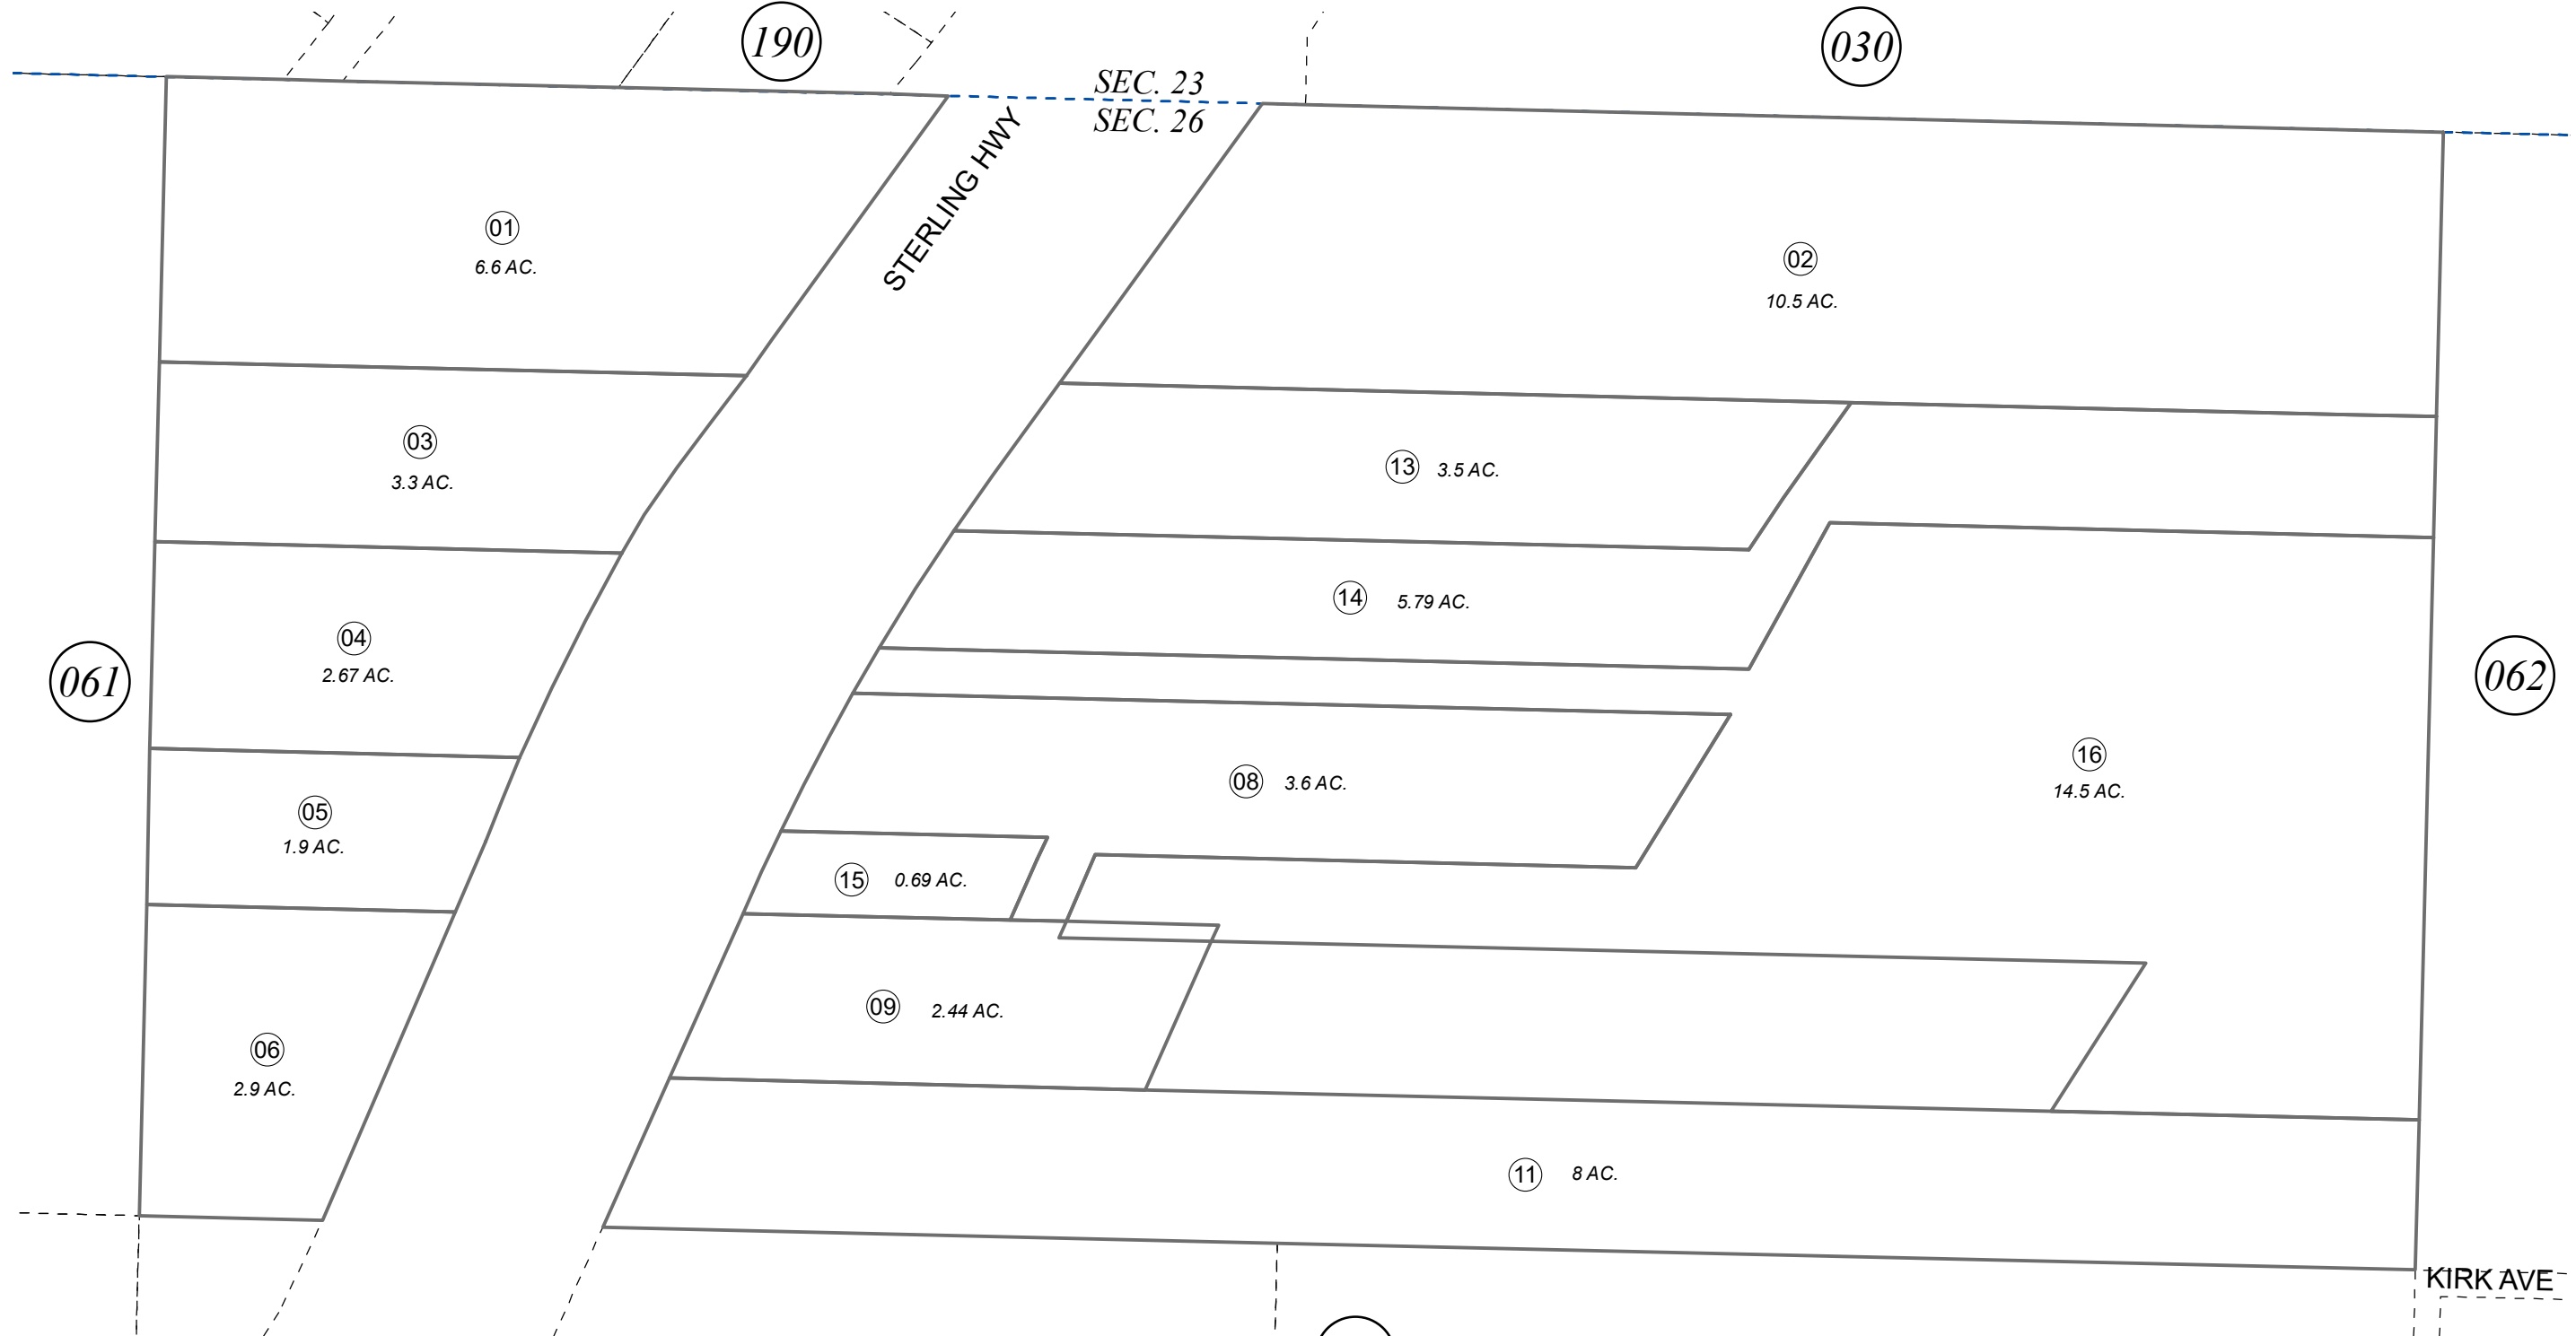 190
030
SEC. 23
SEC. 26
STERLING HWY
01
6.6 AC.
02
10.5 AC.
03
3.3 AC.
13 3.5 AC.
14 5.79 AC.
04
2.67 AC.
061
062
16
14.5 AC.
08 3.6 AC.
05
1.9 AC.
15 0.69 AC.
09 2.44 AC.
06
2.9 AC.
11 8 AC.
KIRK AVE